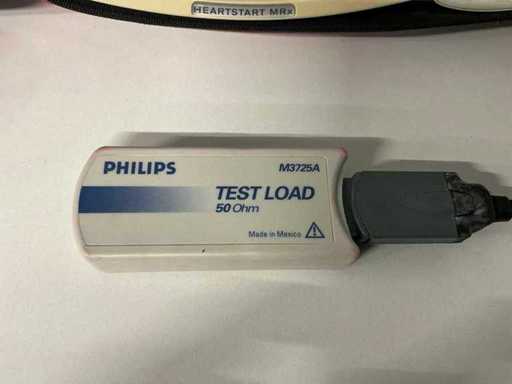 HEARTSTART MRx
PHILIPS
M3725A
TEST LOAD
50 Ohm
Made in Mexico